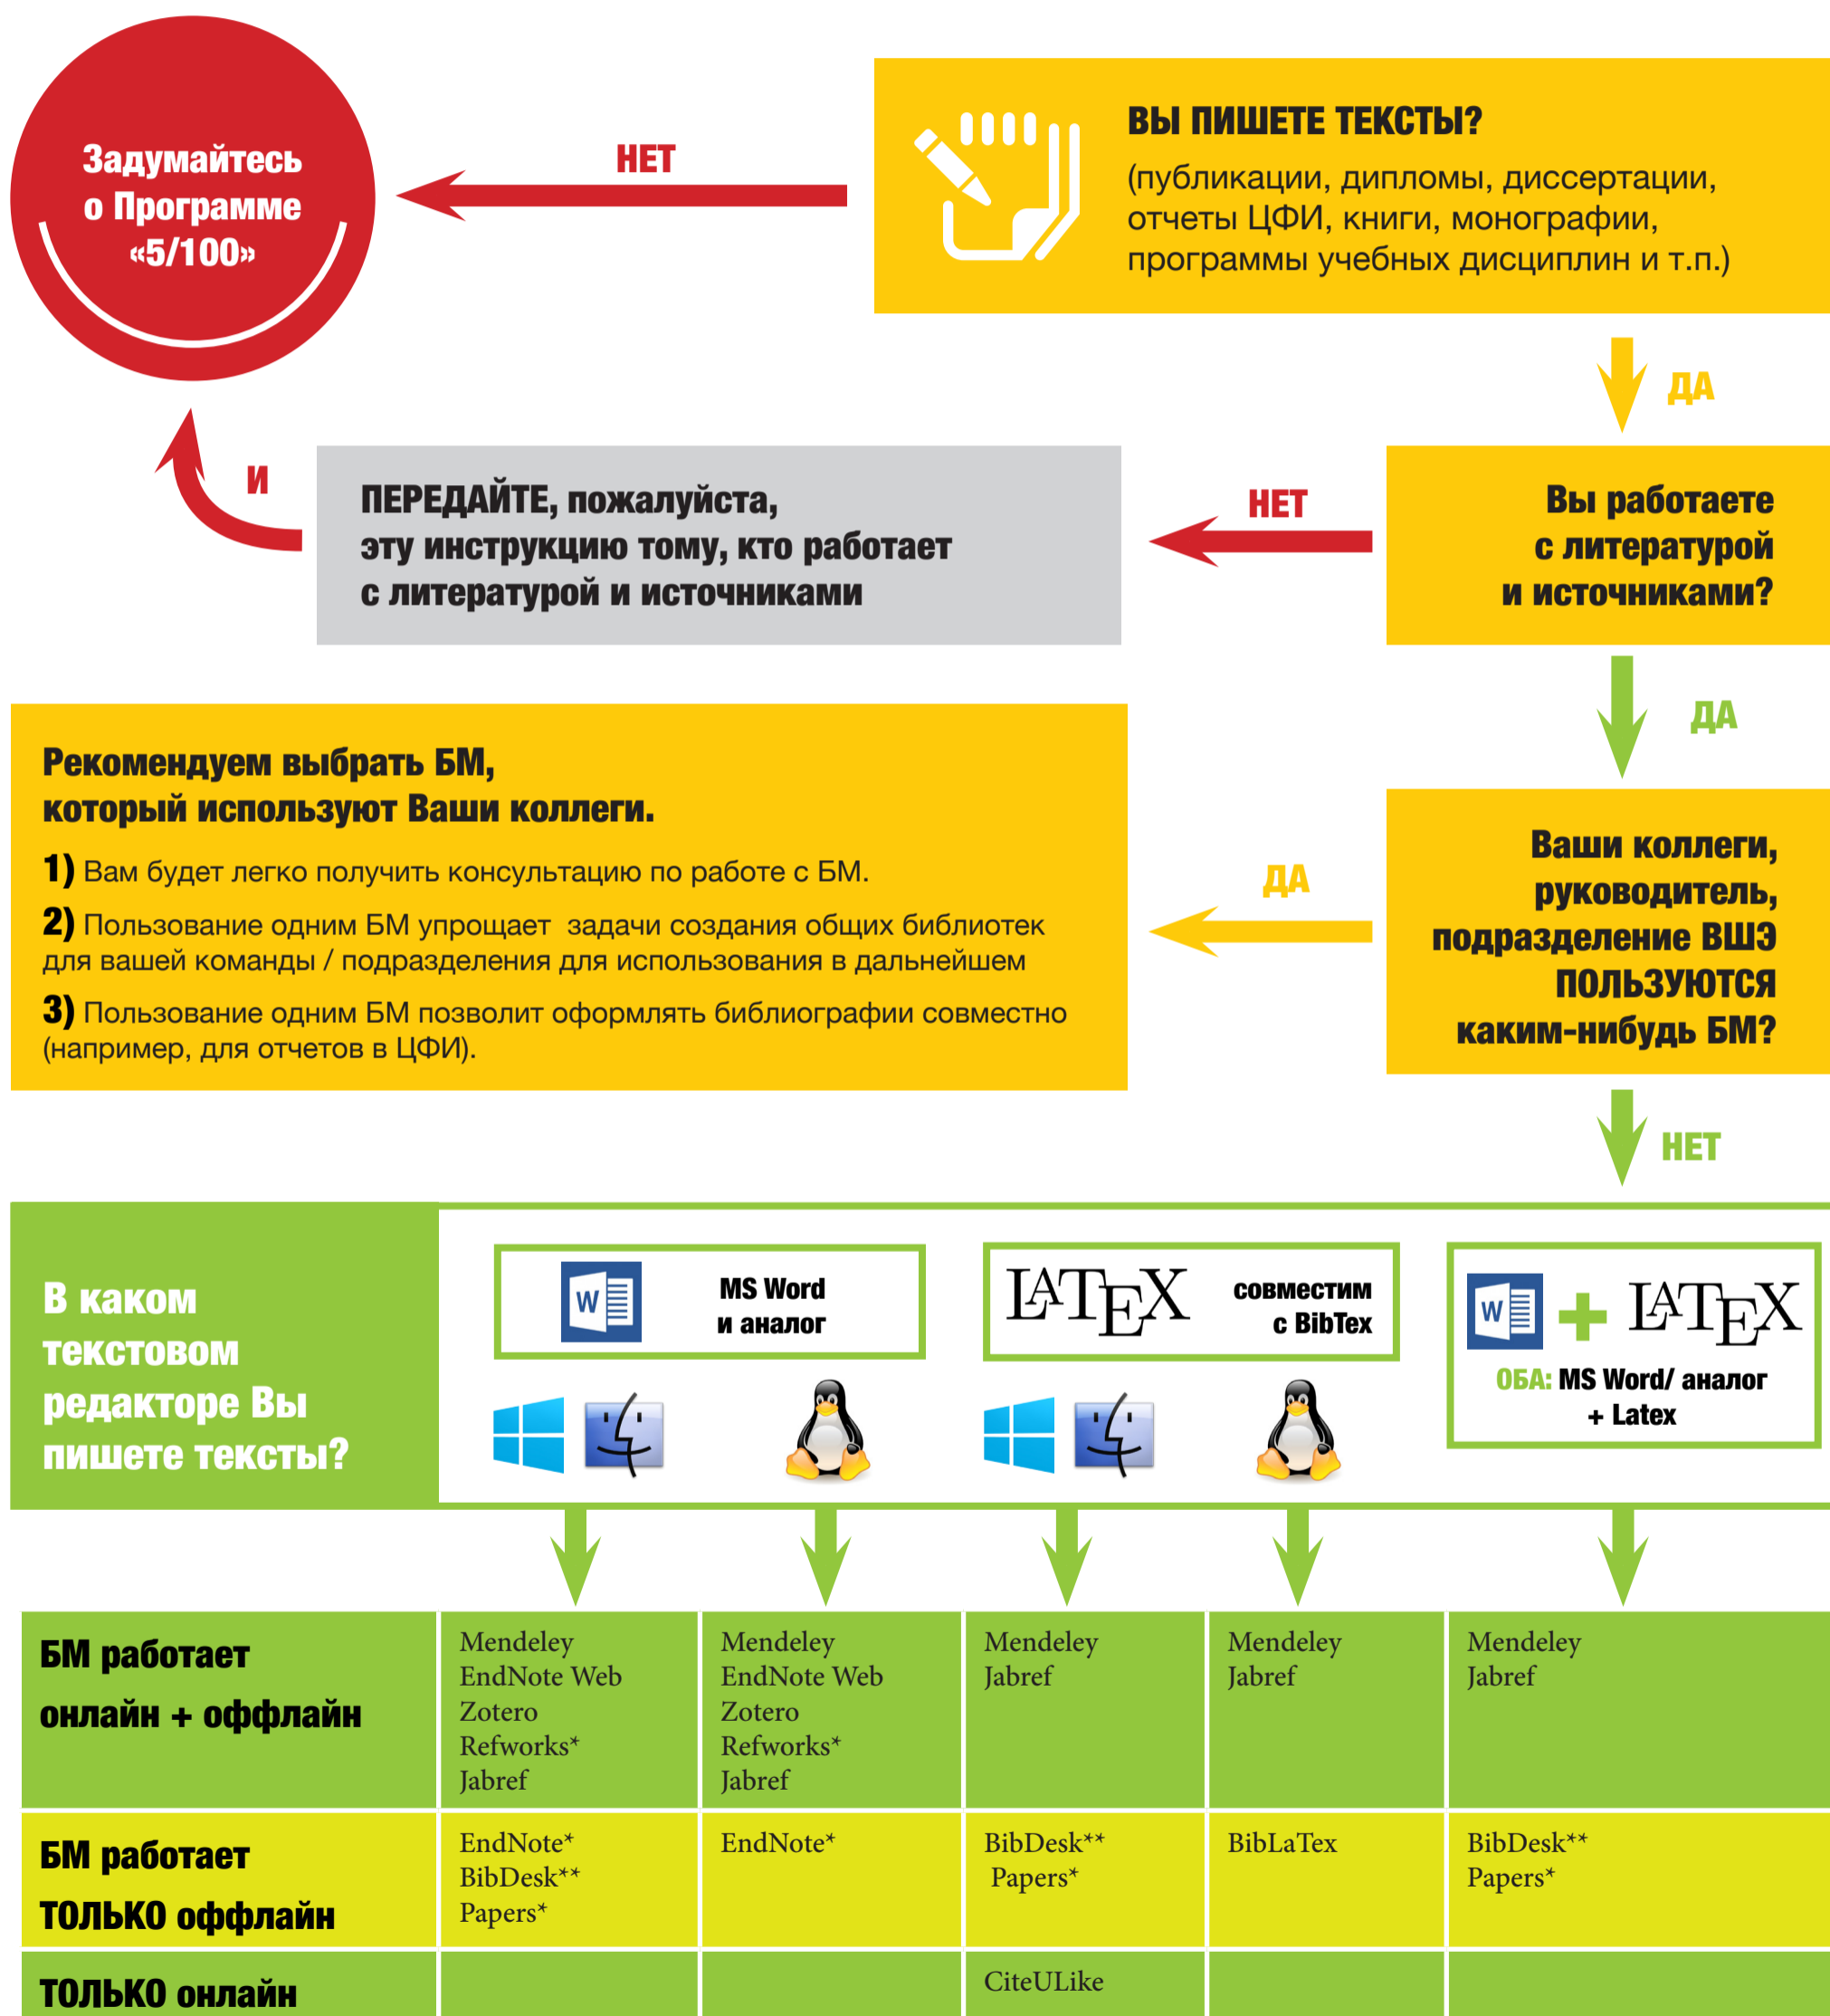 Задумайтесь
о Программе
«5/100»
НЕТ
ВЫ ПИШЕТЕ ТЕКСТЫ?
(публикации, дипломы, диссертации,
отчеты ЦФИ, книги, монографии,
программы учебных дисциплин и т.п.)
ДА
И
ПЕРЕДАЙТЕ, пожалуйста,
эту инструкцию тому, кто работает
с литературой и источниками
НЕТ
Вы работаете
с литературой
и источниками?
ДА
Рекомендуем выбрать БМ,
который используют Ваши коллеги.
1) Вам будет легко получить консультацию по работе с БМ.
2) Пользование одним БМ упрощает задачи создания общих библиотек
для вашей команды / подразделения для использования в дальнейшем
3) Пользование одним БМ позволит оформлять библиографии совместно
(например, для отчетов в ЦФИ).
ДА
Ваши коллеги,
руководитель,
подразделение ВШЭ
ПОЛЬЗУЮТСЯ
каким-нибудь БМ?
НЕТ
В каком
текстовом
редакторе Вы
пишете тексты?
W
MS Word
и аналог
LATEX
совместим
с BibTex
W + LATEX
ОБА: MS Word/ аналог
+ Latex
БМ работает
онлайн + оффлайн
Mendeley
EndNote Web
Zotero
Refworks*
Jabref
Mendeley
EndNote Web
Zotero
Refworks*
Jabref
Mendeley
Jabref
Mendeley
Jabref
Mendeley
Jabref
БМ работает
ТОЛЬКО оффлайн
EndNote*
BibDesk**
Papers*
EndNote*
BibDesk**
Papers*
BibLaTex
BibDesk**
Papers*
ТОЛЬКО онлайн
CiteULike